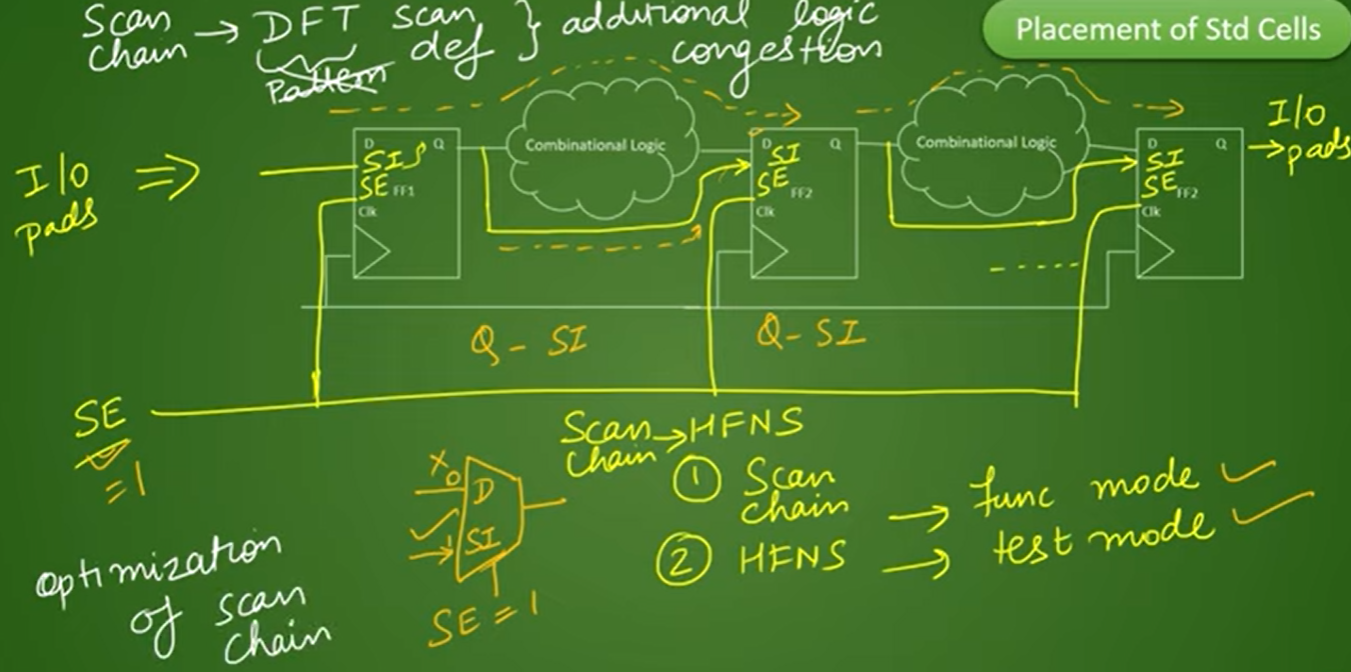 Scan chain → DFT scan def } additional logic congestion
Pattern
Placement of Std Cells
I/o pads ⇒
D Q
SI
SE FF1
Clk
Combinational Logic
D Q
SI
SE FF2
Clk
Combinational Logic
D Q
SI
SE FF2
Clk
→ I/o pads
Q - SI
Q - SI
SE
= 1
Scan chain → HFNS
① Scan chain → func mode ✓
② HFNS → test mode ✓
X 0 D
✓ → 1 SI
SE = 1
optimization of scan chain